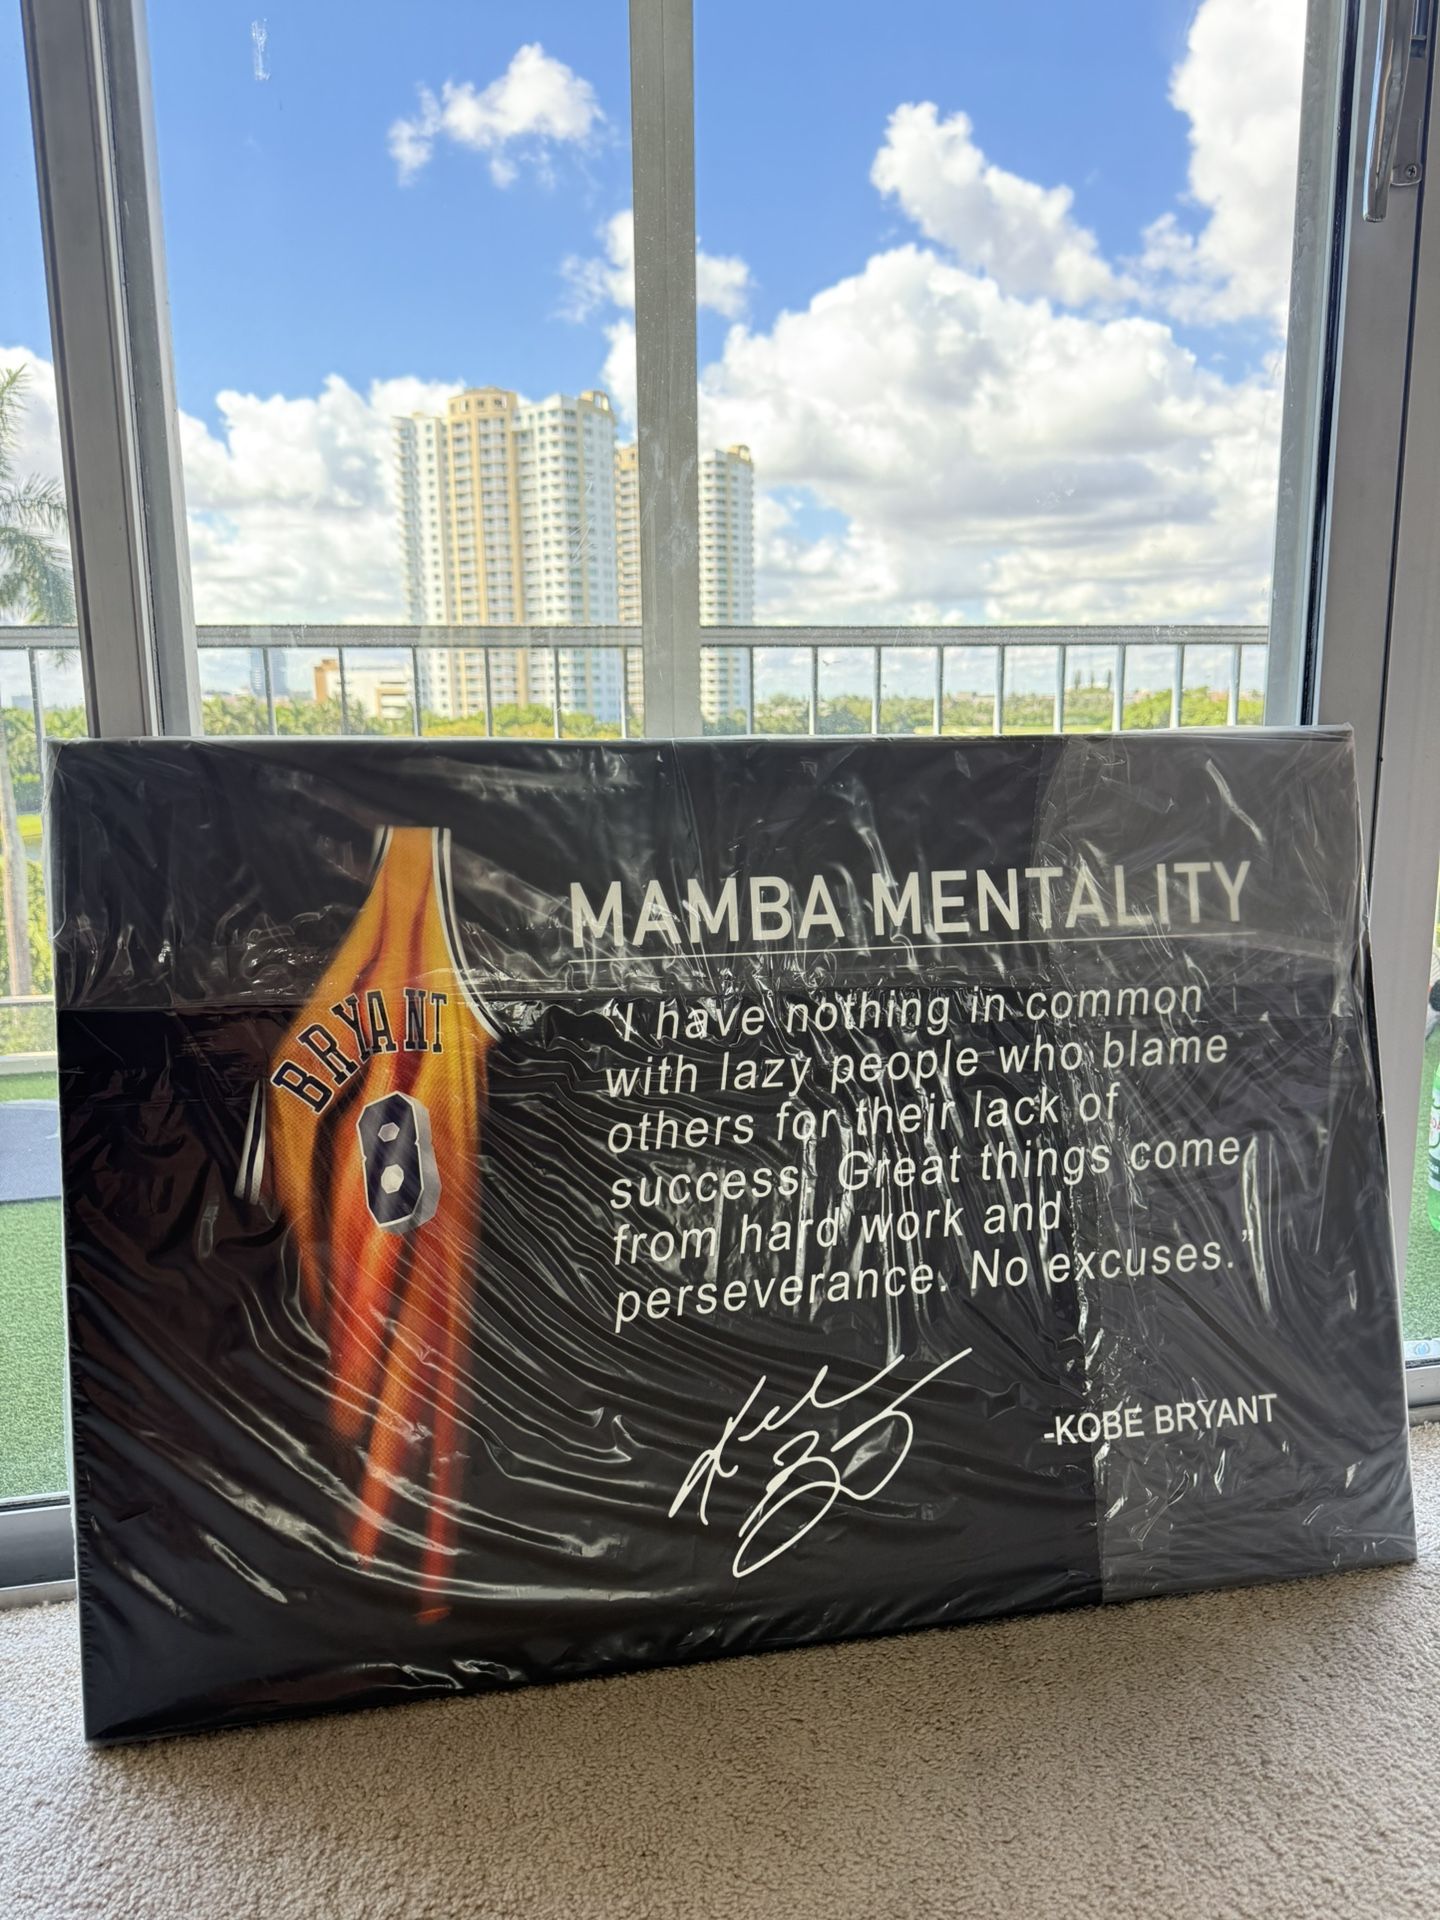 MAMBA MENTALITY
BRYANT
8
"I have nothing in common
with lazy people who blame
others for their lack of
success. Great things come
from hard work and
perseverance. No excuses."
-KOBE BRYANT